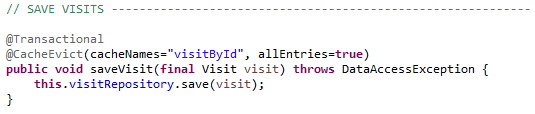 // SAVE VISITS -----------------------------------------------------------------
@Transactional
@CacheEvict(cacheNames="visitById", allEntries=true)
public void saveVisit(final Visit visit) throws DataAccessException {
    this.visitRepository.save(visit);
}